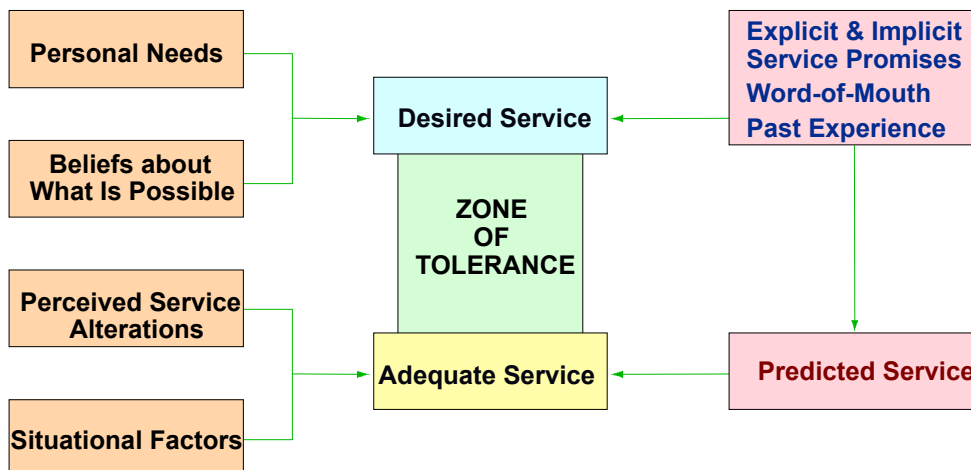 Personal Needs
Beliefs about
What Is Possible
Perceived Service
Alterations
Situational Factors
Desired Service
ZONE
OF
TOLERANCE
Adequate Service
Explicit & Implicit
Service Promises
Word-of-Mouth
Past Experience
Predicted Service